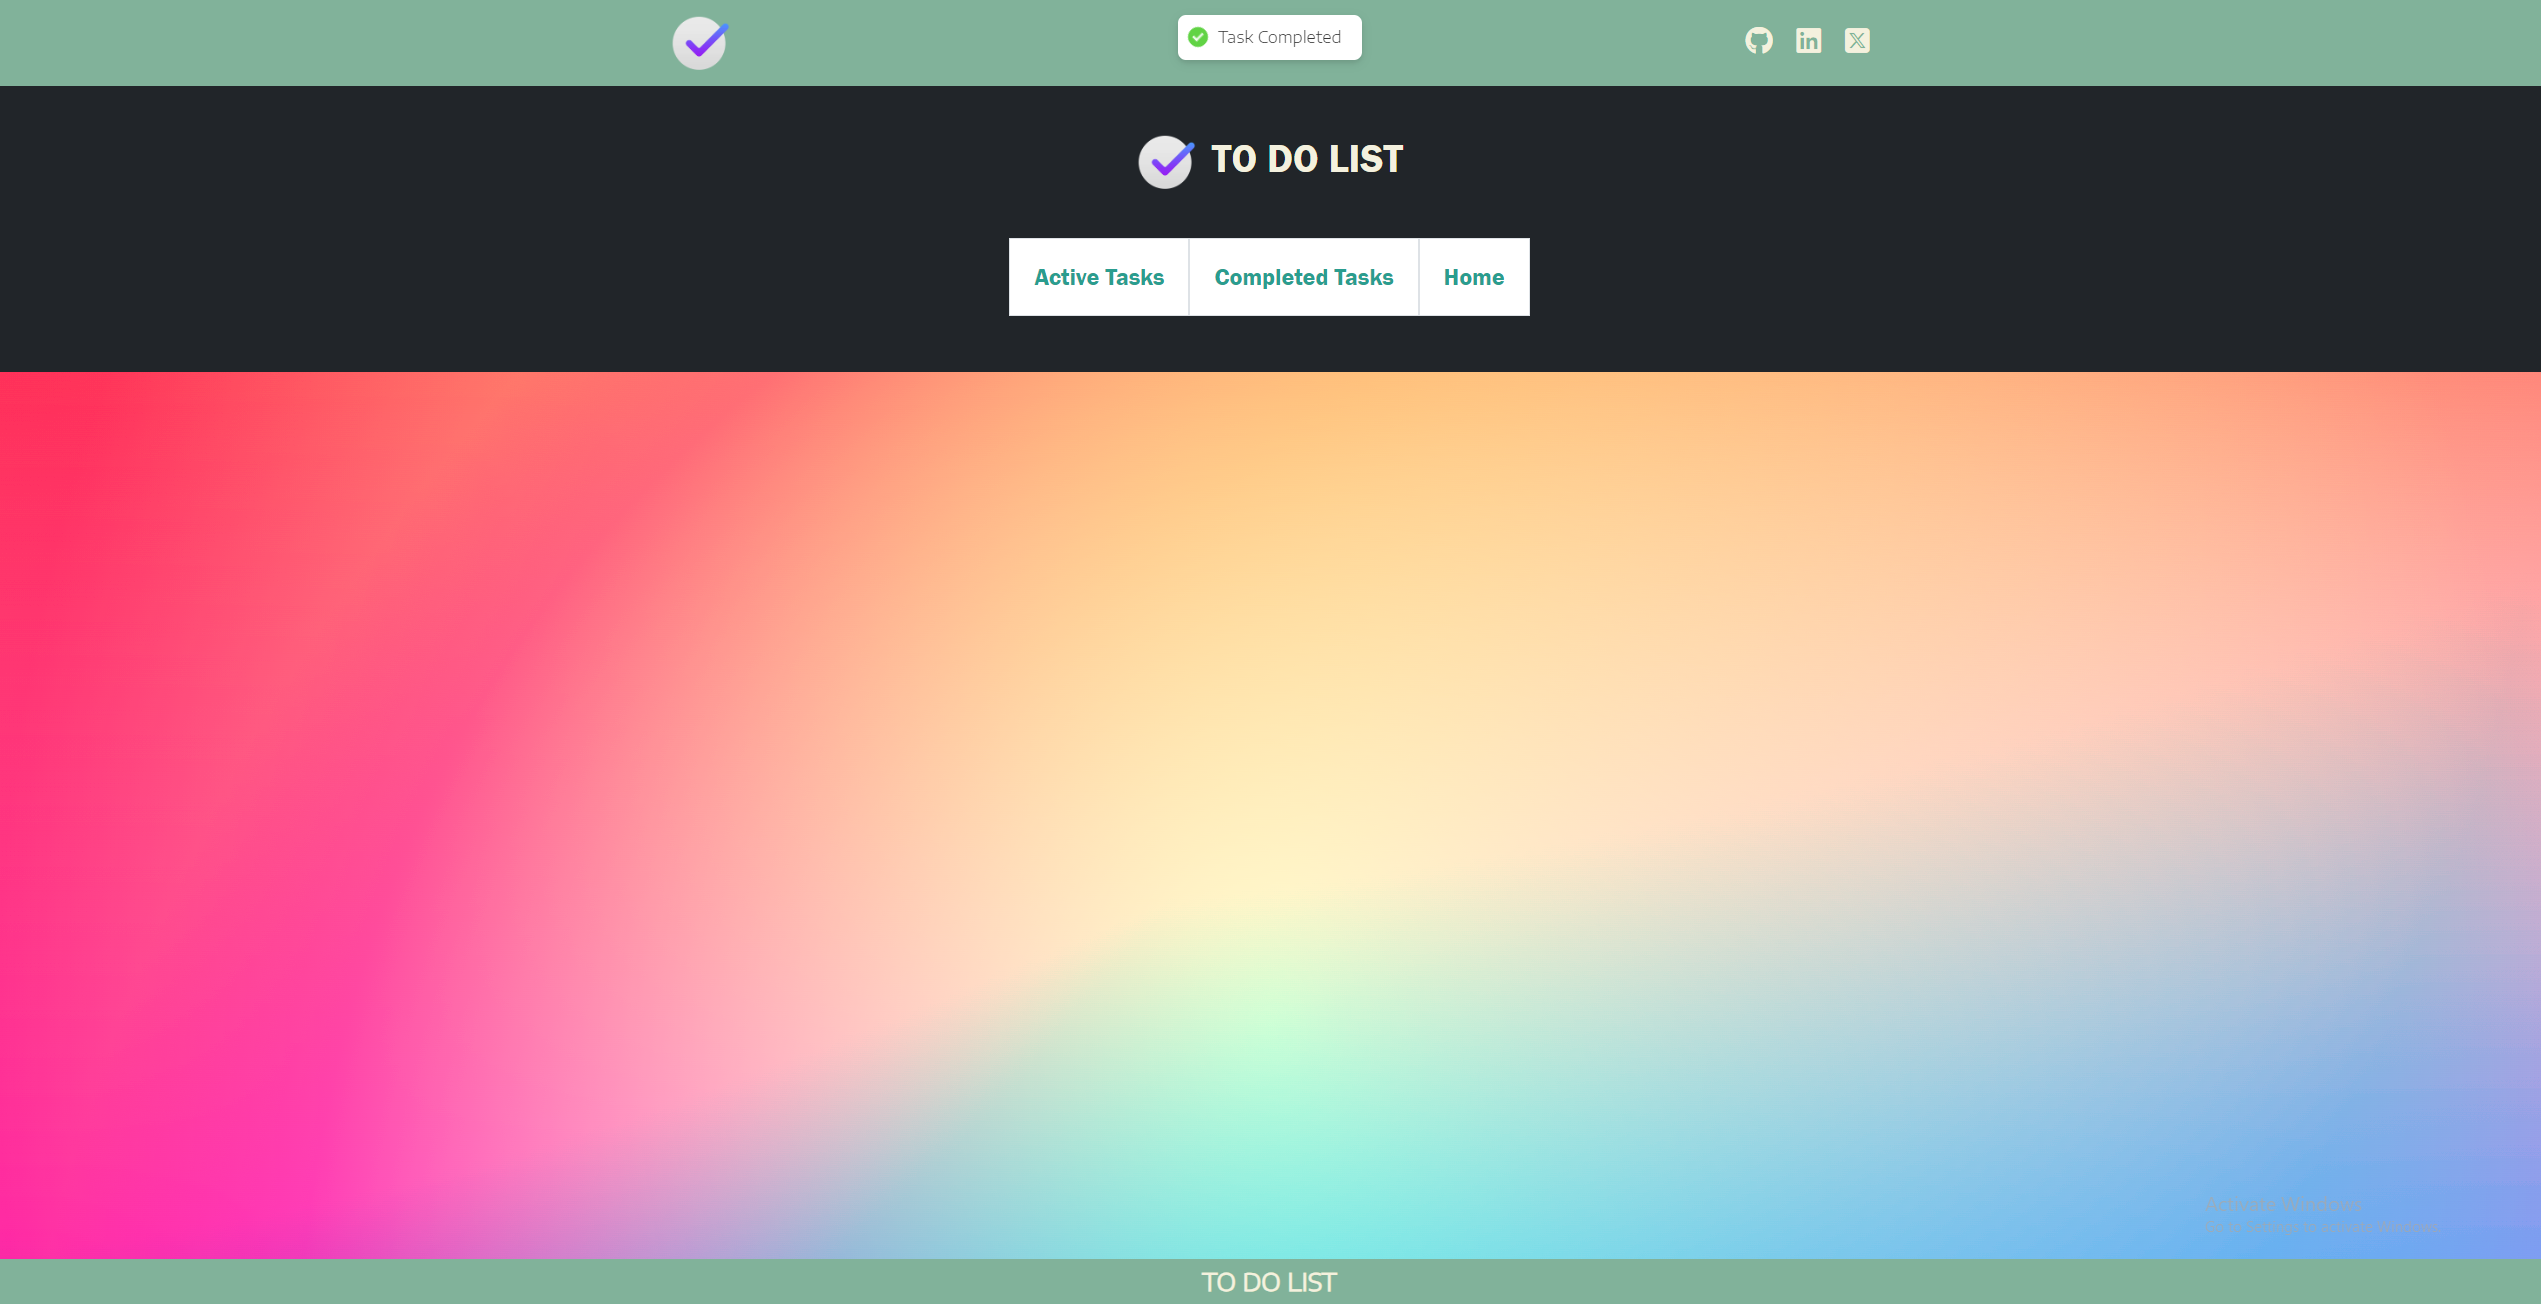 Task Completed
TO DO LIST
Active Tasks
Completed Tasks
Home
Activate Windows
Go to Settings to activate Windows.
TO DO LIST